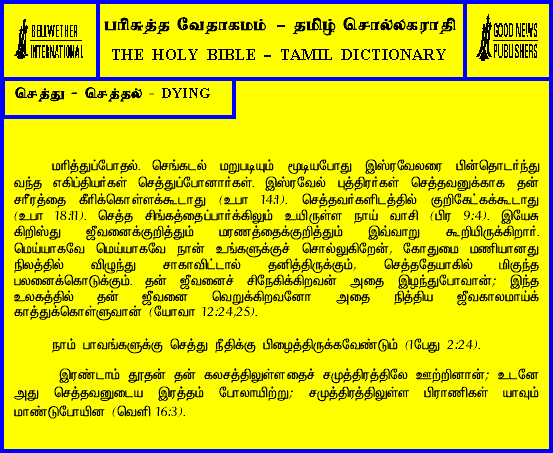 BELLWETHER
INTERNATIONAL
பரிசுத்த வேதாகமம் – தமிழ் சொல்லகராதி
THE HOLY BIBLE – TAMIL DICTIONARY
GOOD NEWS
PUBLISHERS
செத்து - செத்தல் - DYING
மரித்துப்போதல். செங்கடல் மறுபடியும் மூடியபோது இஸ்ரவேலரை பின்தொடர்ந்து
வந்த எகிப்தியர்கள் செத்துப்போனார்கள். இஸ்ரவேல் புத்திரர்கள் செத்தவனுக்காக தன்
சரீரத்தை கீரிக்கொள்ளக்கூடாது (உபா 14:1). செத்தவர்களிடத்தில் குறிகேட்கக்கூடாது
(உபா 18:11). செத்த சிங்கத்தைப்பார்க்கிலும் உயிருள்ள நாய் வாசி (பிர 9:4). இயேசு
கிறிஸ்து ஜீவனைக்குறித்தும் மரணத்தைக்குறித்தும் இவ்வாறு கூறியிருக்கிறார்.
மெய்யாகவே மெய்யாகவே நான் உங்களுக்குச் சொல்லுகிறேன், கோதுமை மணியானது
நிலத்தில் விழுந்து சாகாவிட்டால் தனித்திருக்கும், செத்ததேயாகில் மிகுந்த
பலனைக்கொடுக்கும். தன் ஜீவனைச் சிநேகிக்கிறவன் அதை இழந்துபோவான்; இந்த
உலகத்தில் தன் ஜீவனை வெறுக்கிறவனோ அதை நித்திய ஜீவகாலமாய்க்
காத்துக்கொள்ளுவான் (யோவா 12:24,25).
நாம் பாவங்களுக்கு செத்து நீதிக்கு பிழைத்திருக்கவேண்டும் (1பேது 2:24).
இரண்டாம் தூதன் தன் கலசத்திலுள்ளதைச் சமுத்திரத்திலே ஊற்றினான்; உடனே
அது செத்தவனுடைய இரத்தம் போலாயிற்று; சமுத்திரத்திலுள்ள பிராணிகள் யாவும்
மாண்டுபோயின (வெளி 16:3).